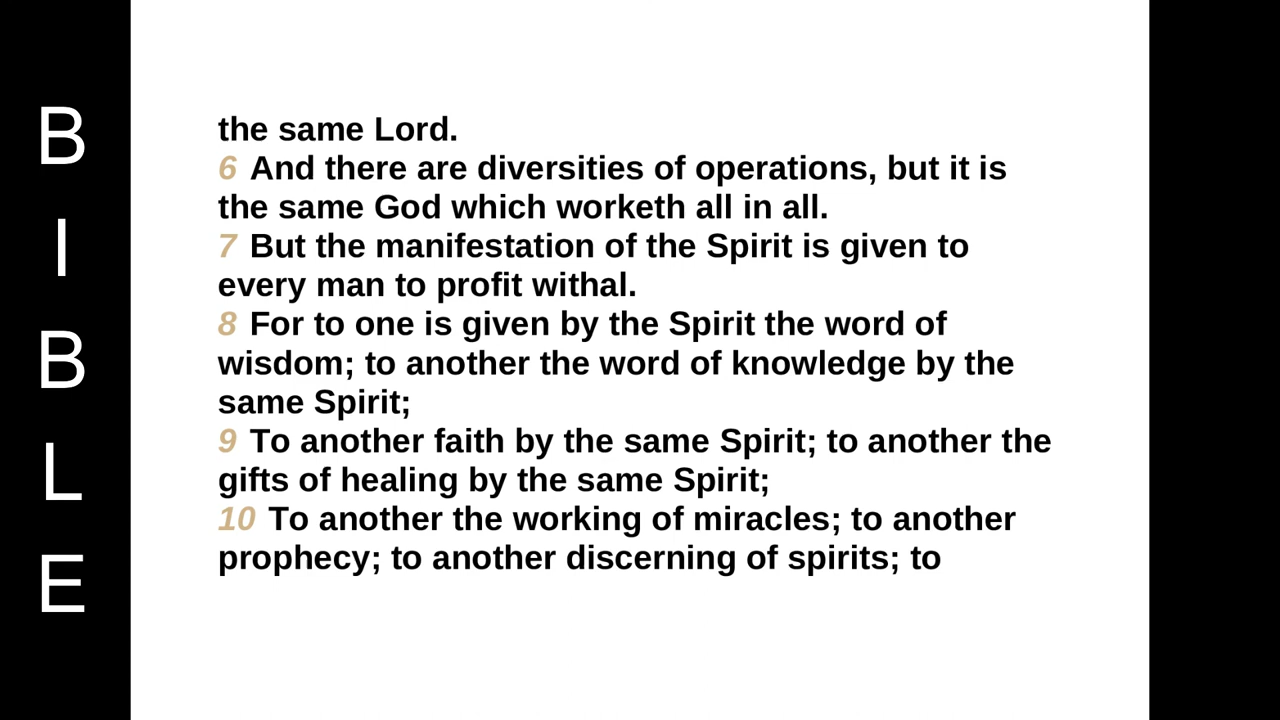 BIBLE
the same Lord.
6 And there are diversities of operations, but it is
the same God which worketh all in all.
7 But the manifestation of the Spirit is given to
every man to profit withal.
8 For to one is given by the Spirit the word of
wisdom; to another the word of knowledge by the
same Spirit;
9 To another faith by the same Spirit; to another the
gifts of healing by the same Spirit;
10 To another the working of miracles; to another
prophecy; to another discerning of spirits; to